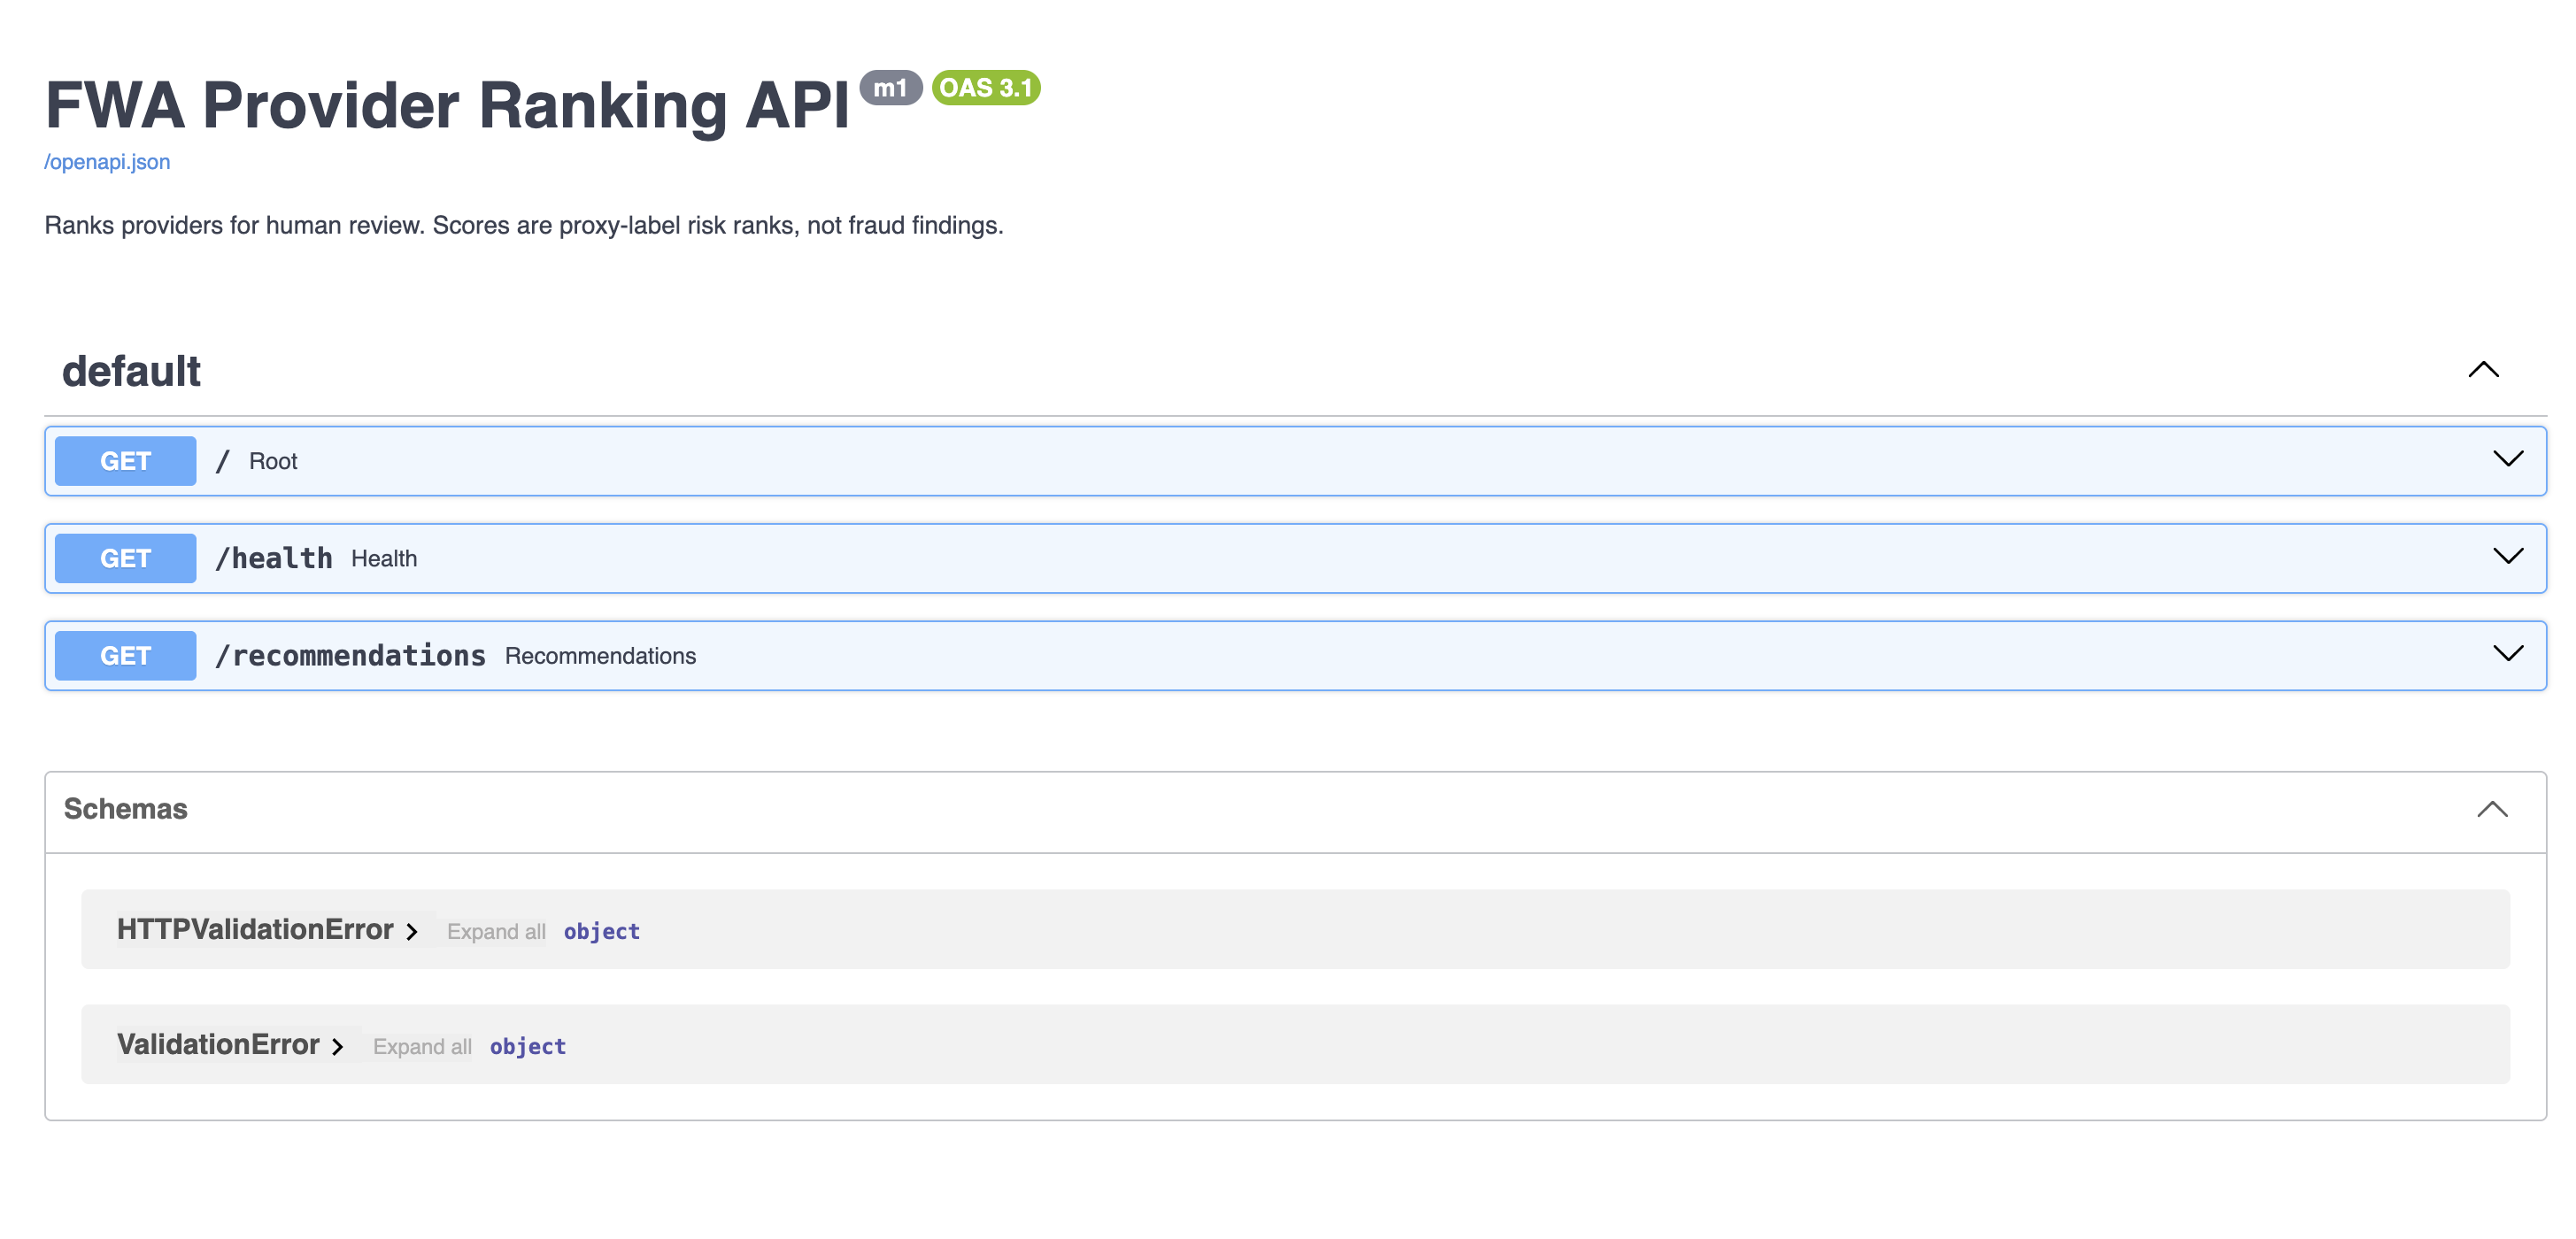 FWA Provider Ranking API m1 OAS 3.1
/openapi.json
Ranks providers for human review. Scores are proxy-label risk ranks, not fraud findings.
default
GET / Root
GET /health Health
GET /recommendations Recommendations
Schemas
HTTPValidationError Expand all object
ValidationError Expand all object